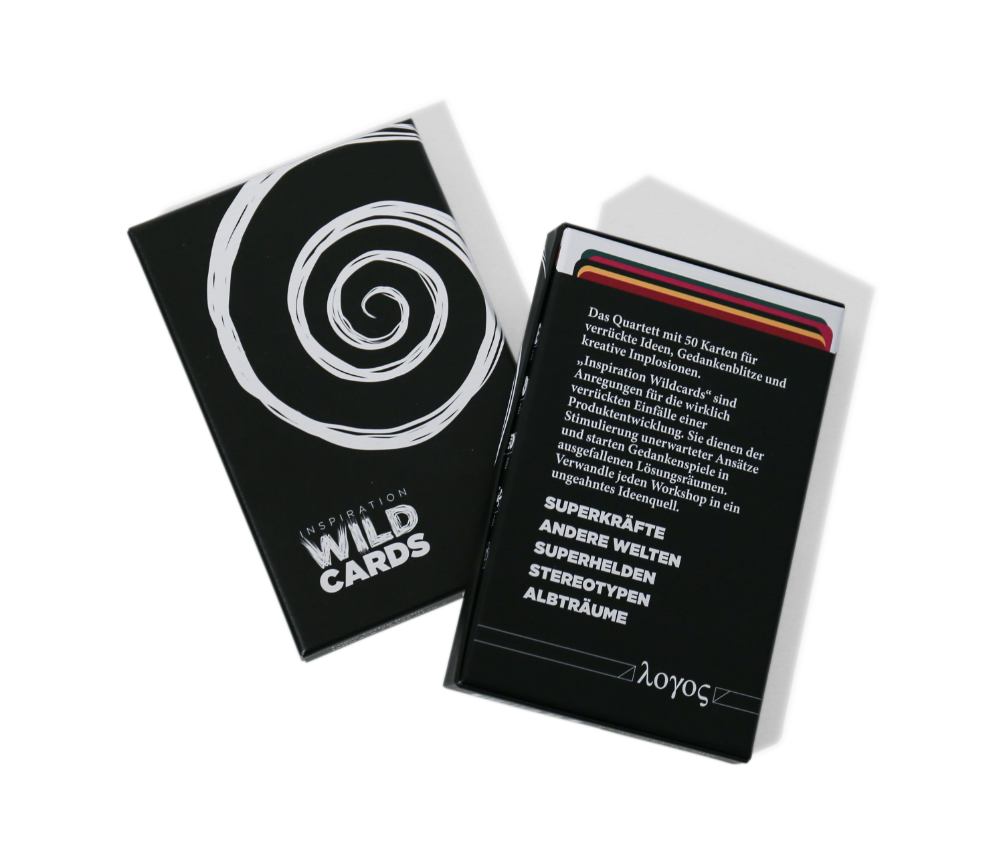 INSPIRATION
WILD
CARDS
Das Quartett mit 50 Karten für
verrückte Ideen, Gedankenblitze und
kreative Implosionen.
„Inspiration Wildcards“ sind
Anregungen für die wirklich
verrückten Einfälle einer
Produktentwicklung. Sie dienen der
Stimulierung unerwarteter Ansätze
und starten Gedankenspiele in
ausgefallenen Lösungsräumen.
Verwandle jeden Workshop in ein
ungeahntes Ideenquell.
SUPERKRÄFTE
ANDERE WELTEN
SUPERHELDEN
STEREOTYPEN
ALBTRÄUME
λογος